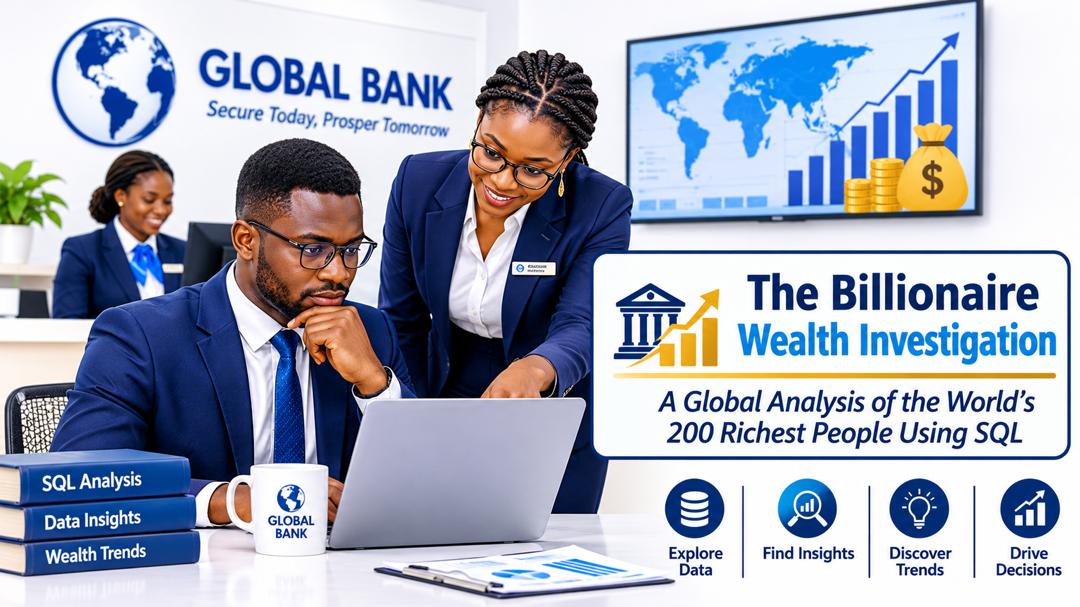 GLOBAL BANK
Secure Today, Prosper Tomorrow
$
The Billionaire
Wealth Investigation
A Global Analysis of the World's
200 Richest People Using SQL
SQL Analysis
Data Insights
Wealth Trends
GLOBAL
BANK
Explore
Data
Find Insights
Discover
Trends
Drive
Decisions